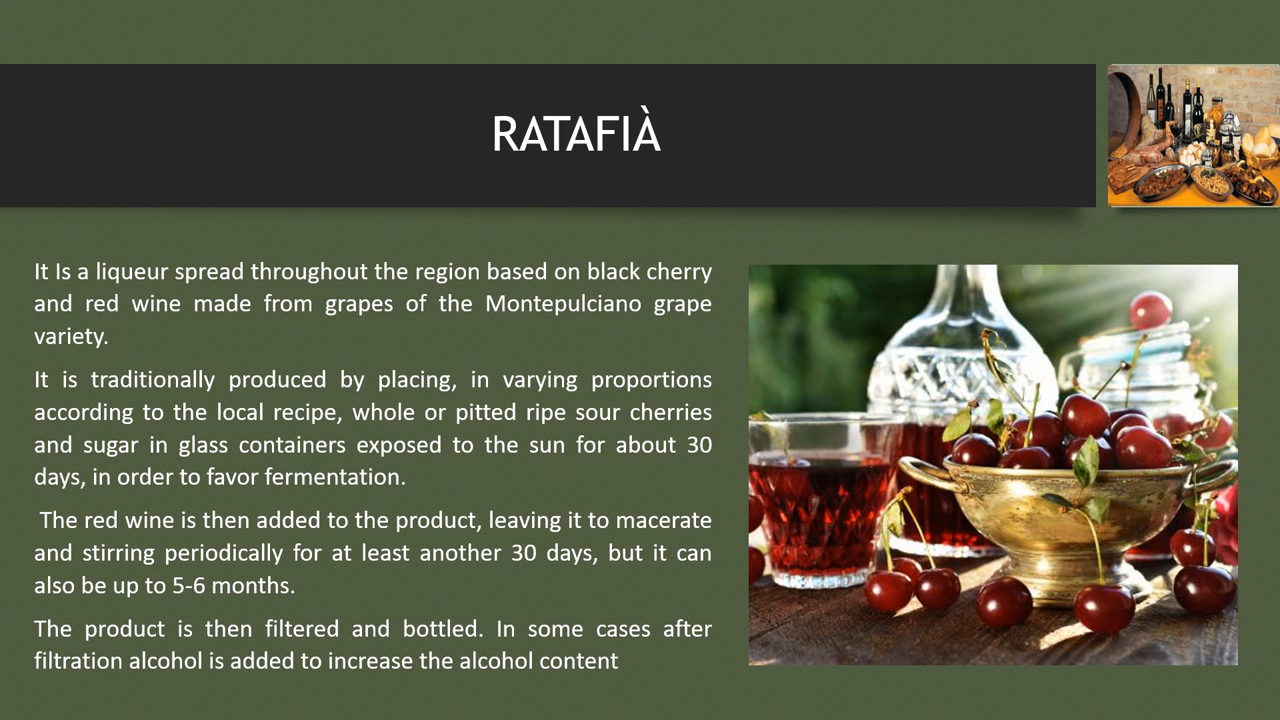 RATAFIÀ
It Is a liqueur spread throughout the region based on black cherry
and red wine made from grapes of the Montepulciano grape
variety.
It is traditionally produced by placing, in varying proportions
according to the local recipe, whole or pitted ripe sour cherries
and sugar in glass containers exposed to the sun for about 30
days, in order to favor fermentation.
The red wine is then added to the product, leaving it to macerate
and stirring periodically for at least another 30 days, but it can
also be up to 5-6 months.
The product is then filtered and bottled. In some cases after
filtration alcohol is added to increase the alcohol content